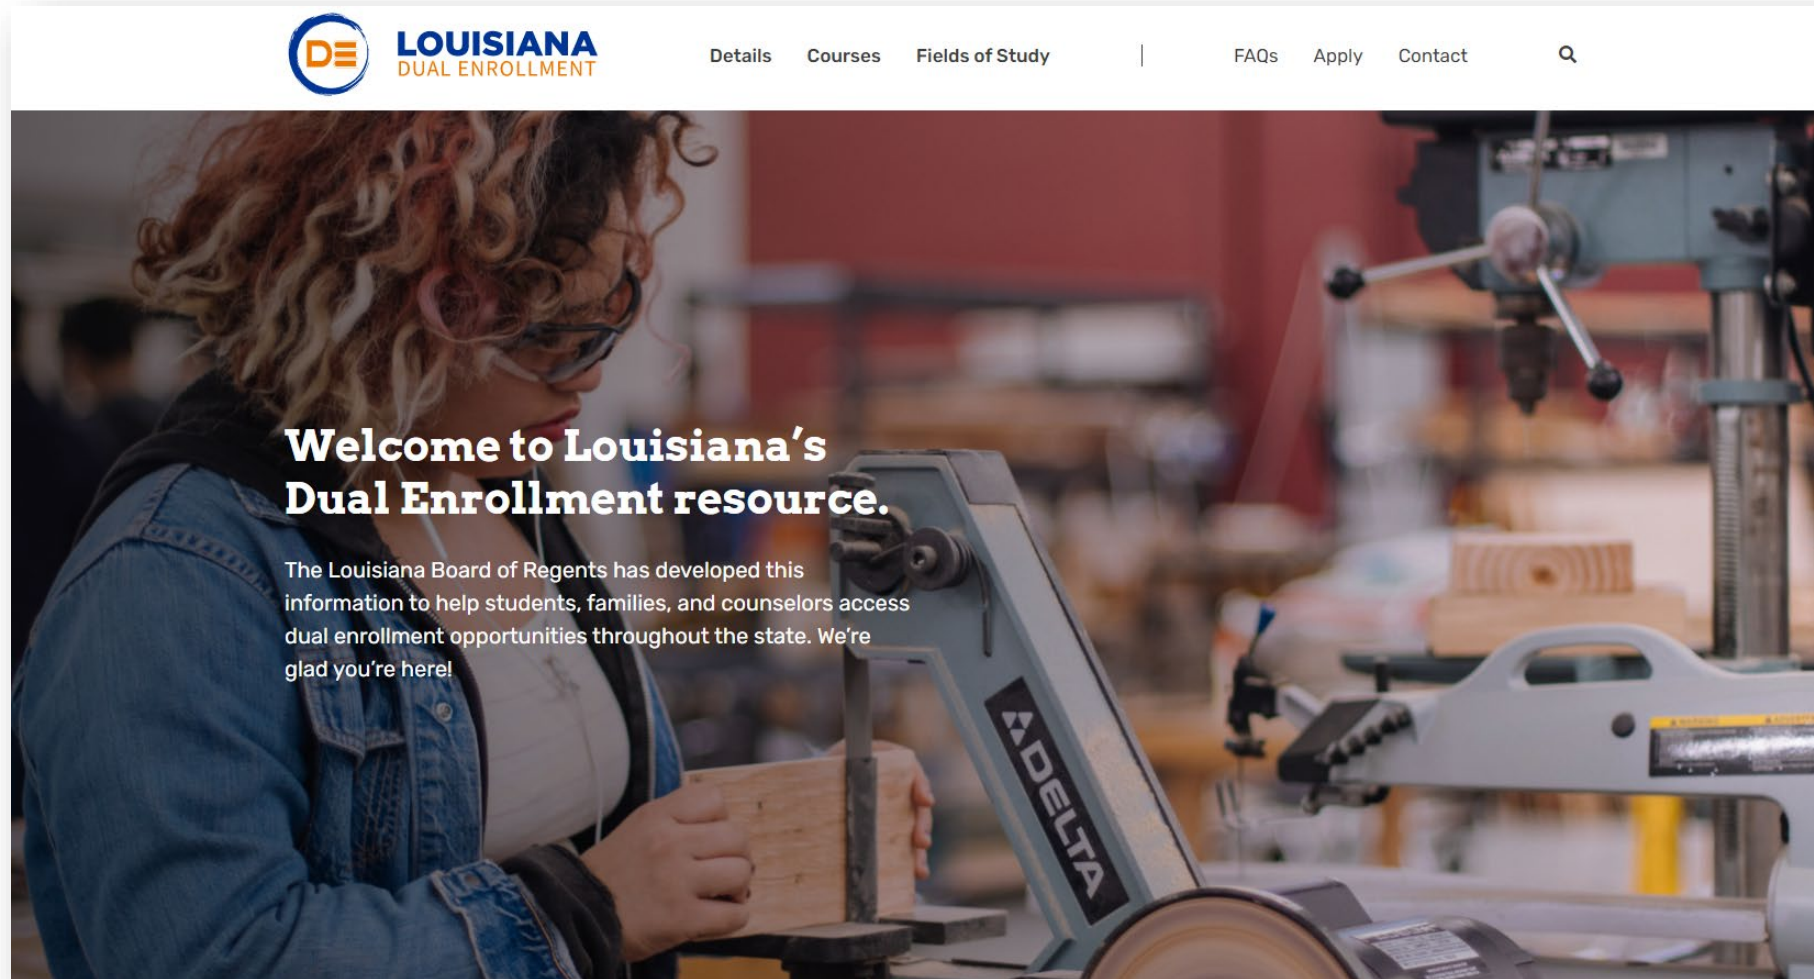 DE
LOUISIANA
DUAL ENROLLMENT
Details
Courses
Fields of Study
|
FAQs
Apply
Contact
Welcome to Louisiana’s
Dual Enrollment resource.
The Louisiana Board of Regents has developed this
information to help students, families, and counselors access
dual enrollment opportunities throughout the state. We’re
glad you’re here!
DELTA
WARNING